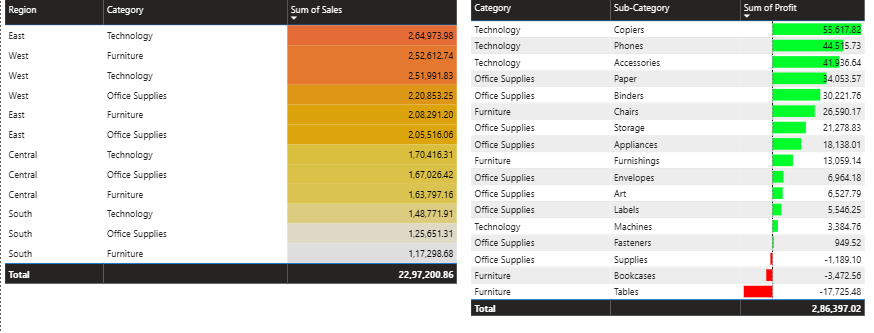 Region Category Sum of Sales
East Technology 2,64,973.98
West Furniture 2,52,612.74
West Technology 2,51,991.83
West Office Supplies 2,20,853.25
East Furniture 2,08,291.20
East Office Supplies 2,05,516.06
Central Technology 1,70,416.31
Central Office Supplies 1,67,026.42
Central Furniture 1,63,797.16
South Technology 1,48,771.91
South Office Supplies 1,25,651.31
South Furniture 1,17,298.68
Total 22,97,200.86
Category Sub-Category Sum of Profit
Technology Copiers 55,617.82
Technology Phones 44,515.73
Technology Accessories 41,936.64
Office Supplies Paper 34,053.57
Office Supplies Binders 30,221.76
Furniture Chairs 26,590.17
Office Supplies Storage 21,278.83
Office Supplies Appliances 18,138.01
Furniture Furnishings 13,059.14
Office Supplies Envelopes 6,964.18
Office Supplies Art 6,527.79
Office Supplies Labels 5,546.25
Technology Machines 3,384.76
Office Supplies Fasteners 949.52
Office Supplies Supplies -1,189.10
Furniture Bookcases -3,472.56
Furniture Tables -17,725.48
Total 2,86,397.02